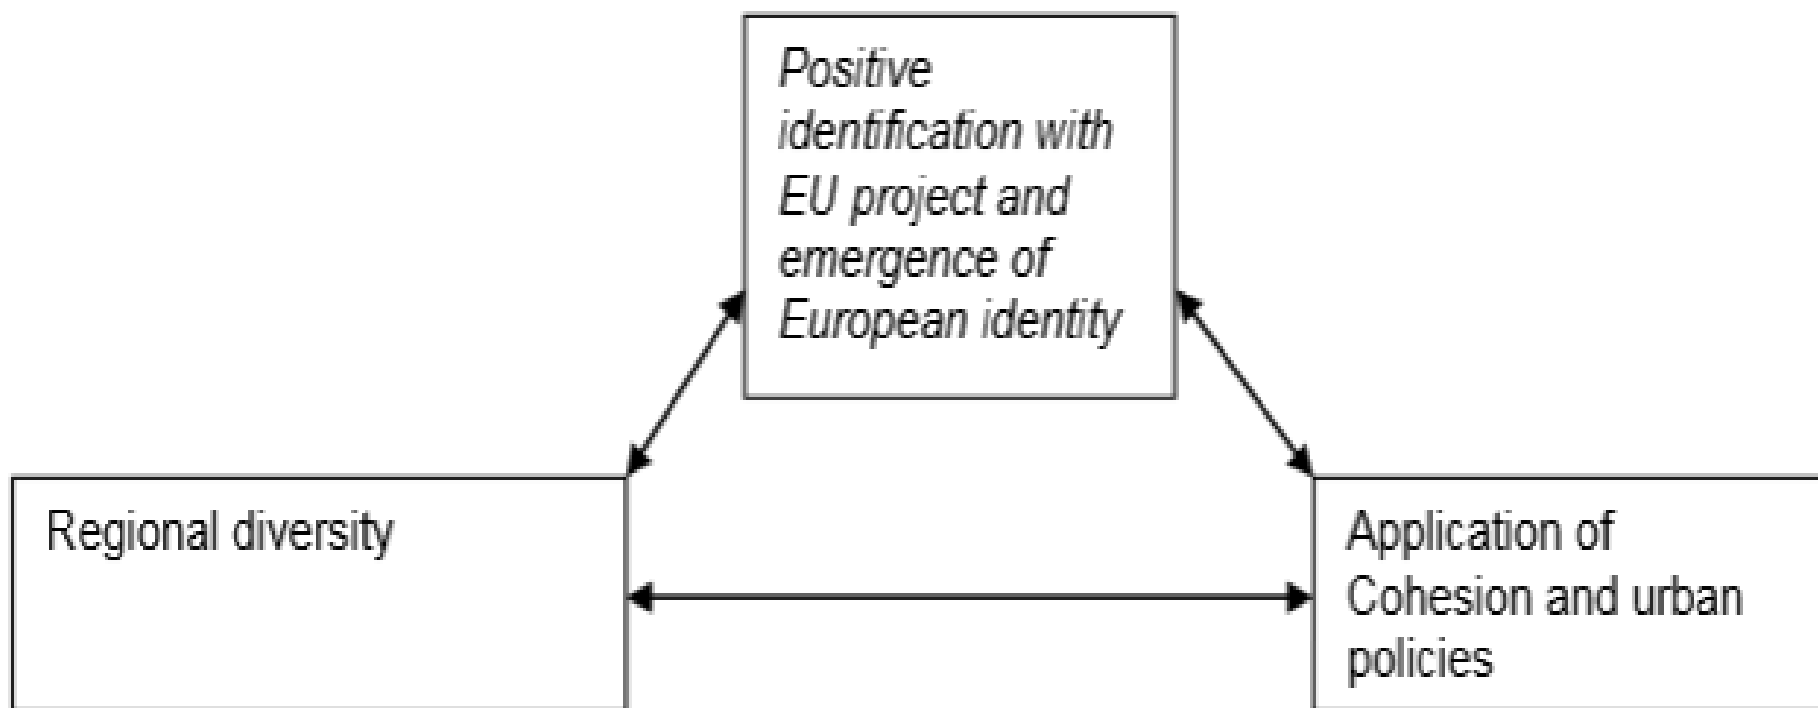 Positive
identification with
EU project and
emergence of
European identity
Regional diversity
Application of
Cohesion and urban
policies